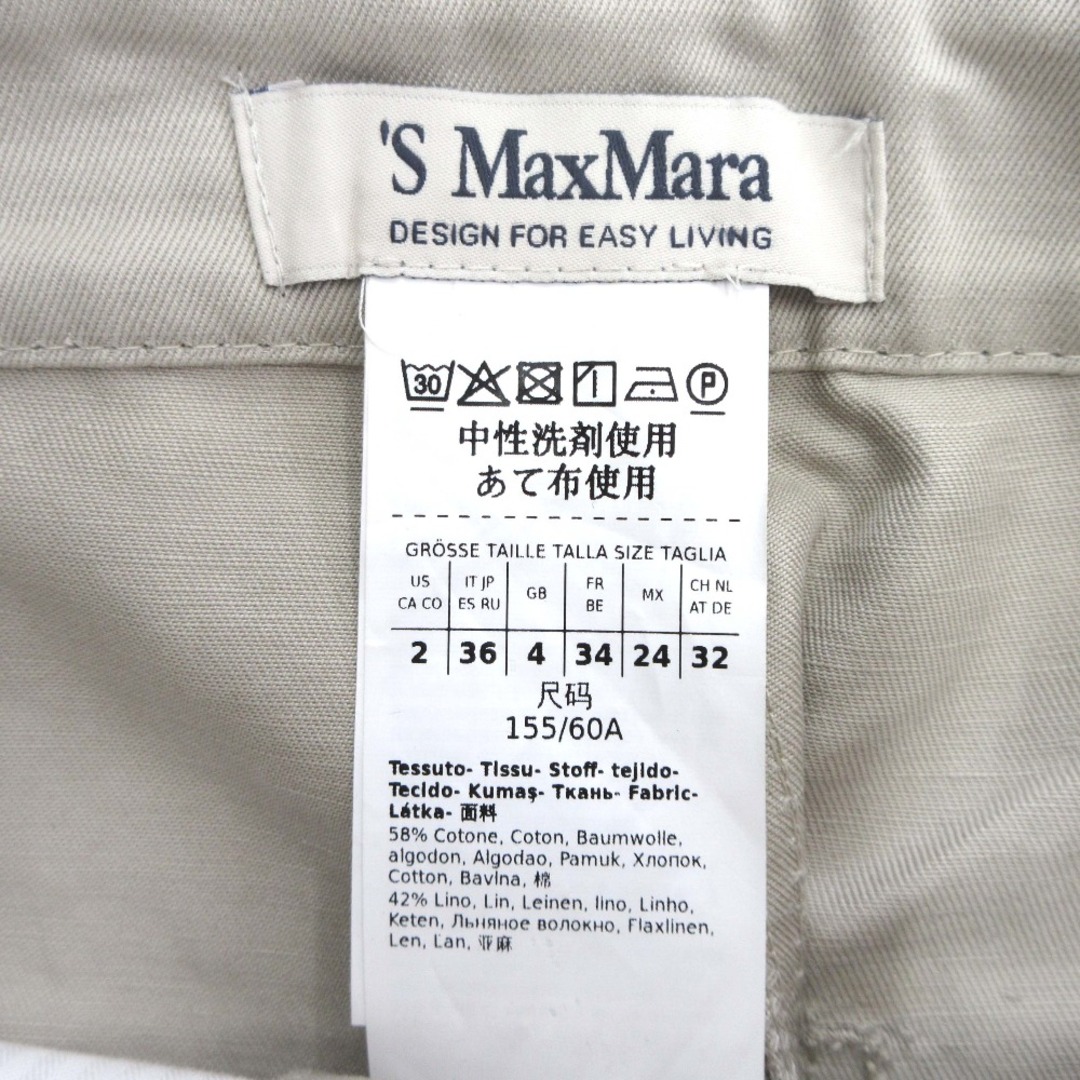 'S MaxMara
DESIGN FOR EASY LIVING
30 P
中性洗剤使用
あて布使用
GRÖSSE TAILLE TALLA SIZE TAGLIA
US IT JP GB FR MX CH NL
CA CO ES RU BE AT DE
2 36 4 34 24 32
尺码
155/60A
Tessuto- Tissu- Stoff- tejido-
Tecido- Kumaş- Ткань- Fabric-
Látka- 面料
58% Cotone, Coton, Baumwolle,
algodon, Algodao, Pamuk, Хлопок,
Cotton, Bavlna, 棉
42% Lino, Lin, Leinen, lino, Linho,
Keten, Льняное волокно, Flaxlinen,
Len, Ľan, 亚麻